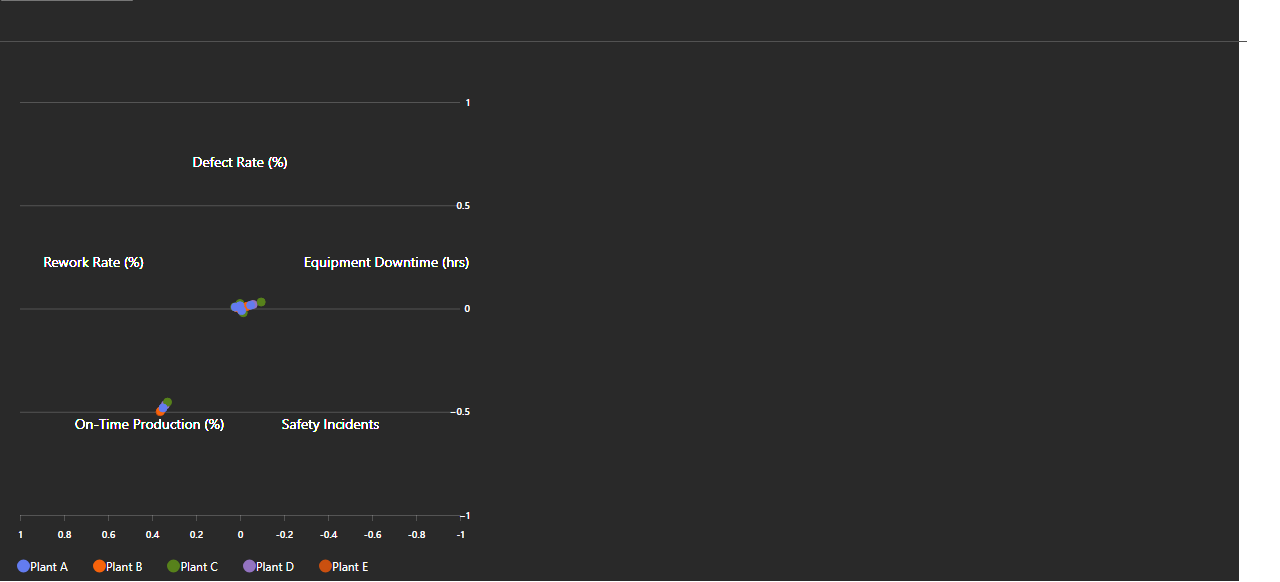 1
Defect Rate (%)
0.5
Rework Rate (%)
Equipment Downtime (hrs)
0
-0.5
On-Time Production (%)
Safety Incidents
-1
1 0.8 0.6 0.4 0.2 0 -0.2 -0.4 -0.6 -0.8 -1
Plant A Plant B Plant C Plant D Plant E